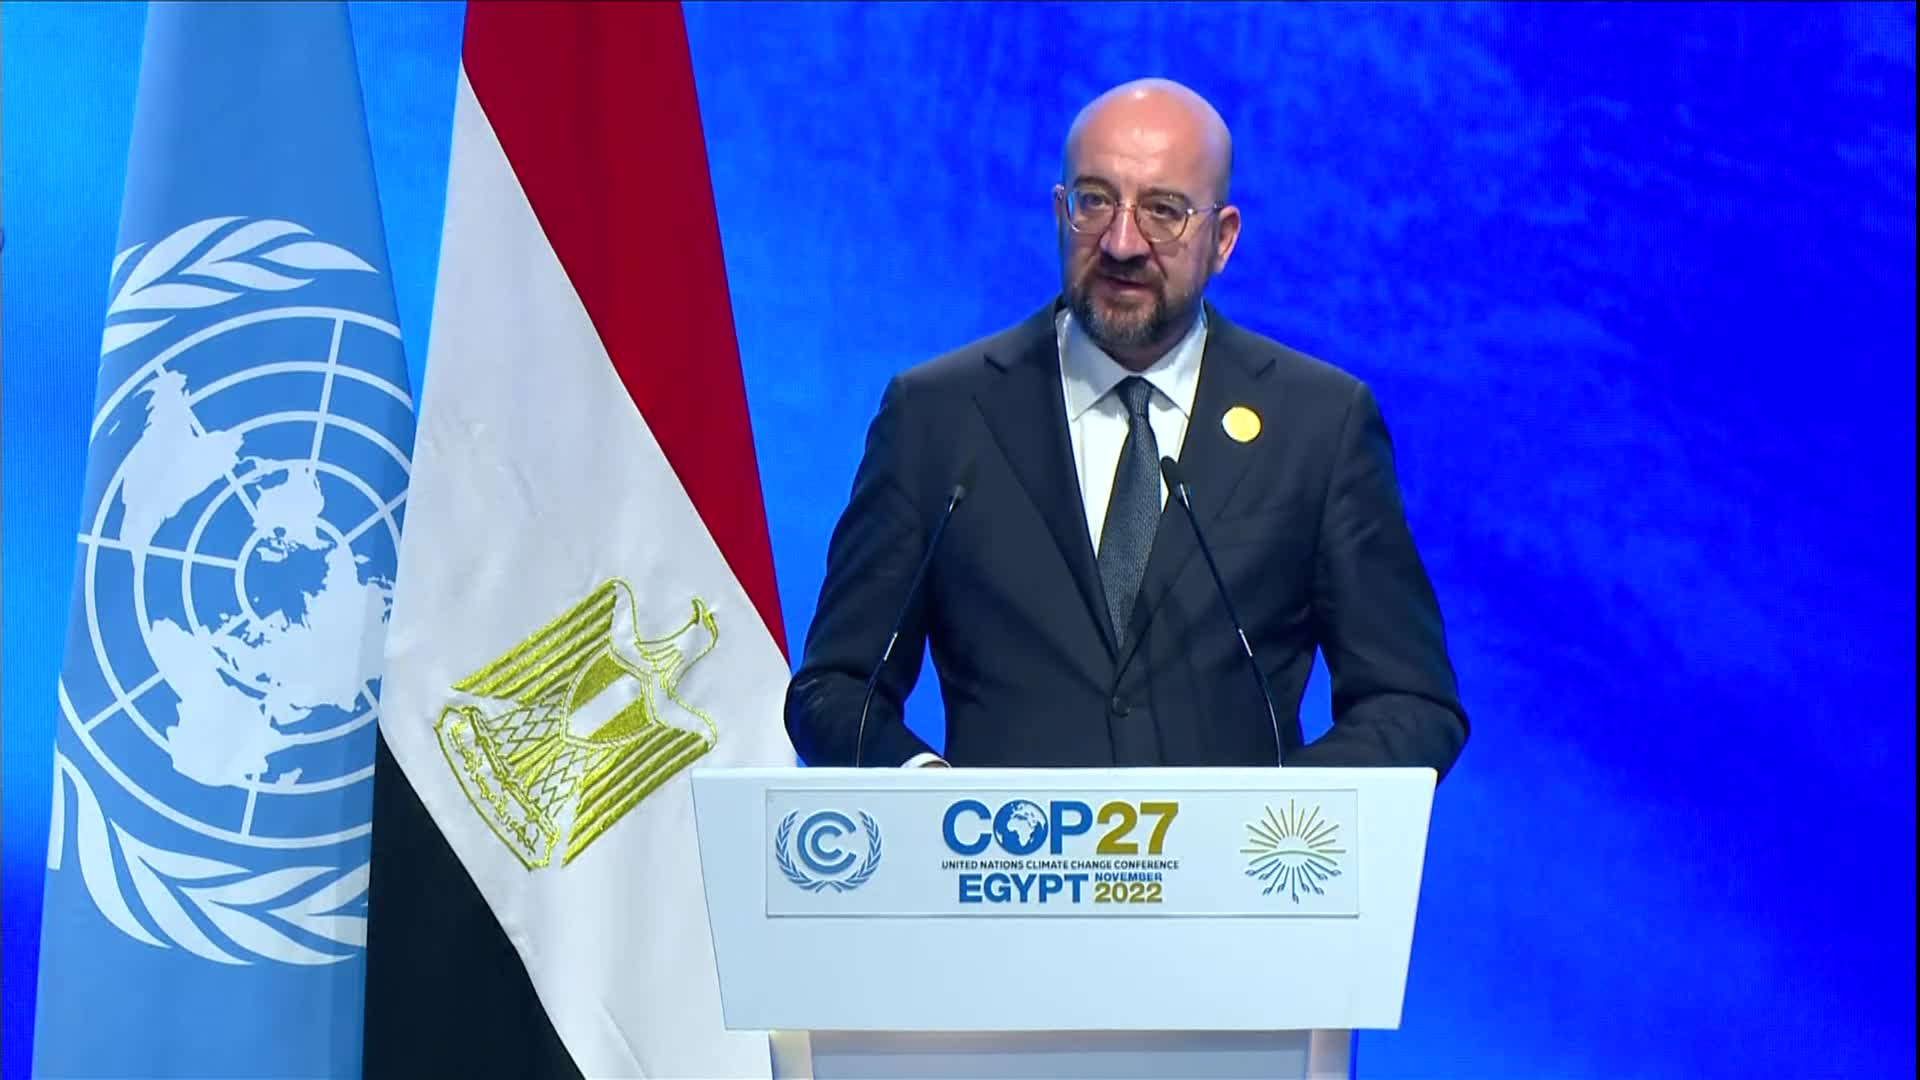 COP27
UNITED NATIONS CLIMATE CHANGE CONFERENCE
EGYPT NOVEMBER 2022